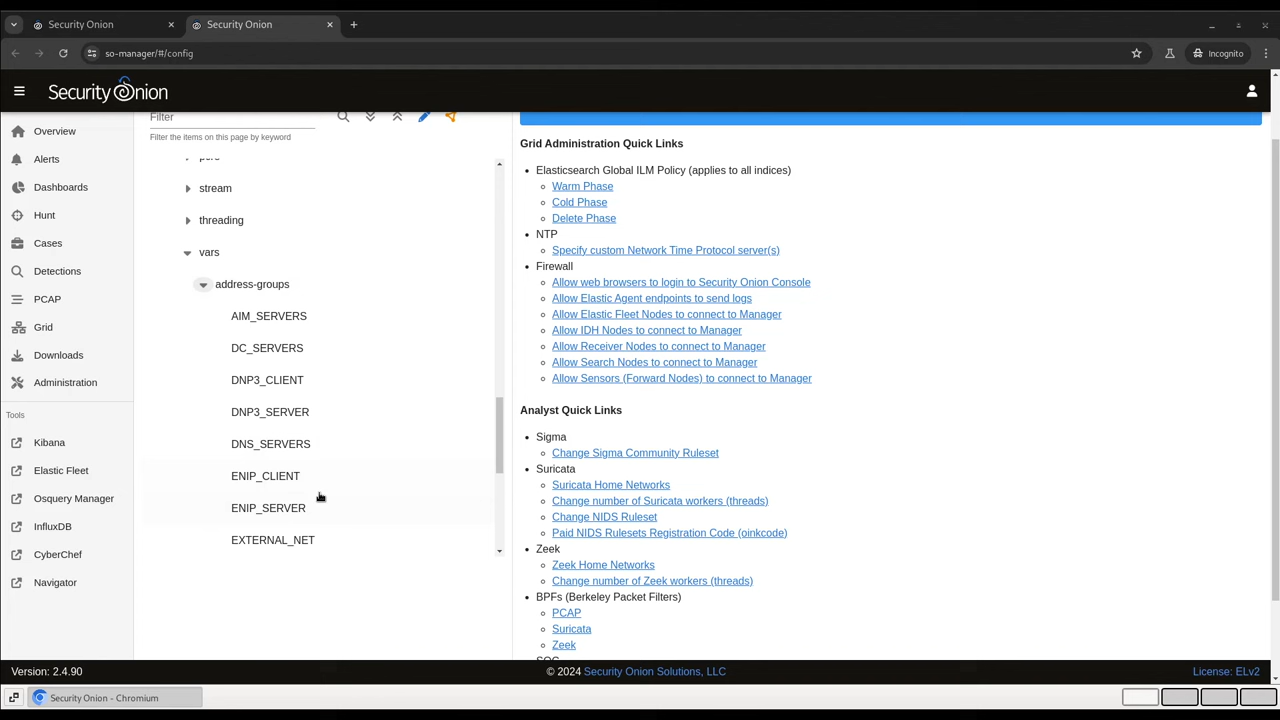 Security Onion
Security Onion
so-manager/#/config
Incognito
Security Onion
Overview
Alerts
Dashboards
Hunt
Cases
Detections
PCAP
Grid
Downloads
Administration
Tools
Kibana
Elastic Fleet
Osquery Manager
InfluxDB
CyberChef
Navigator
Filter
Filter the items on this page by keyword
stream
threading
vars
address-groups
AIM_SERVERS
DC_SERVERS
DNP3_CLIENT
DNP3_SERVER
DNS_SERVERS
ENIP_CLIENT
ENIP_SERVER
EXTERNAL_NET
Grid Administration Quick Links
Elasticsearch Global ILM Policy (applies to all indices)
Warm Phase
Cold Phase
Delete Phase
NTP
Specify custom Network Time Protocol server(s)
Firewall
Allow web browsers to login to Security Onion Console
Allow Elastic Agent endpoints to send logs
Allow Elastic Fleet Nodes to connect to Manager
Allow IDH Nodes to connect to Manager
Allow Receiver Nodes to connect to Manager
Allow Search Nodes to connect to Manager
Allow Sensors (Forward Nodes) to connect to Manager
Analyst Quick Links
Sigma
Change Sigma Community Ruleset
Suricata
Suricata Home Networks
Change number of Suricata workers (threads)
Change NIDS Ruleset
Paid NIDS Rulesets Registration Code (oinkcode)
Zeek
Zeek Home Networks
Change number of Zeek workers (threads)
BPFs (Berkeley Packet Filters)
PCAP
Suricata
Zeek
Version: 2.4.90
© 2024 Security Onion Solutions, LLC
License: ELv2
Security Onion - Chromium